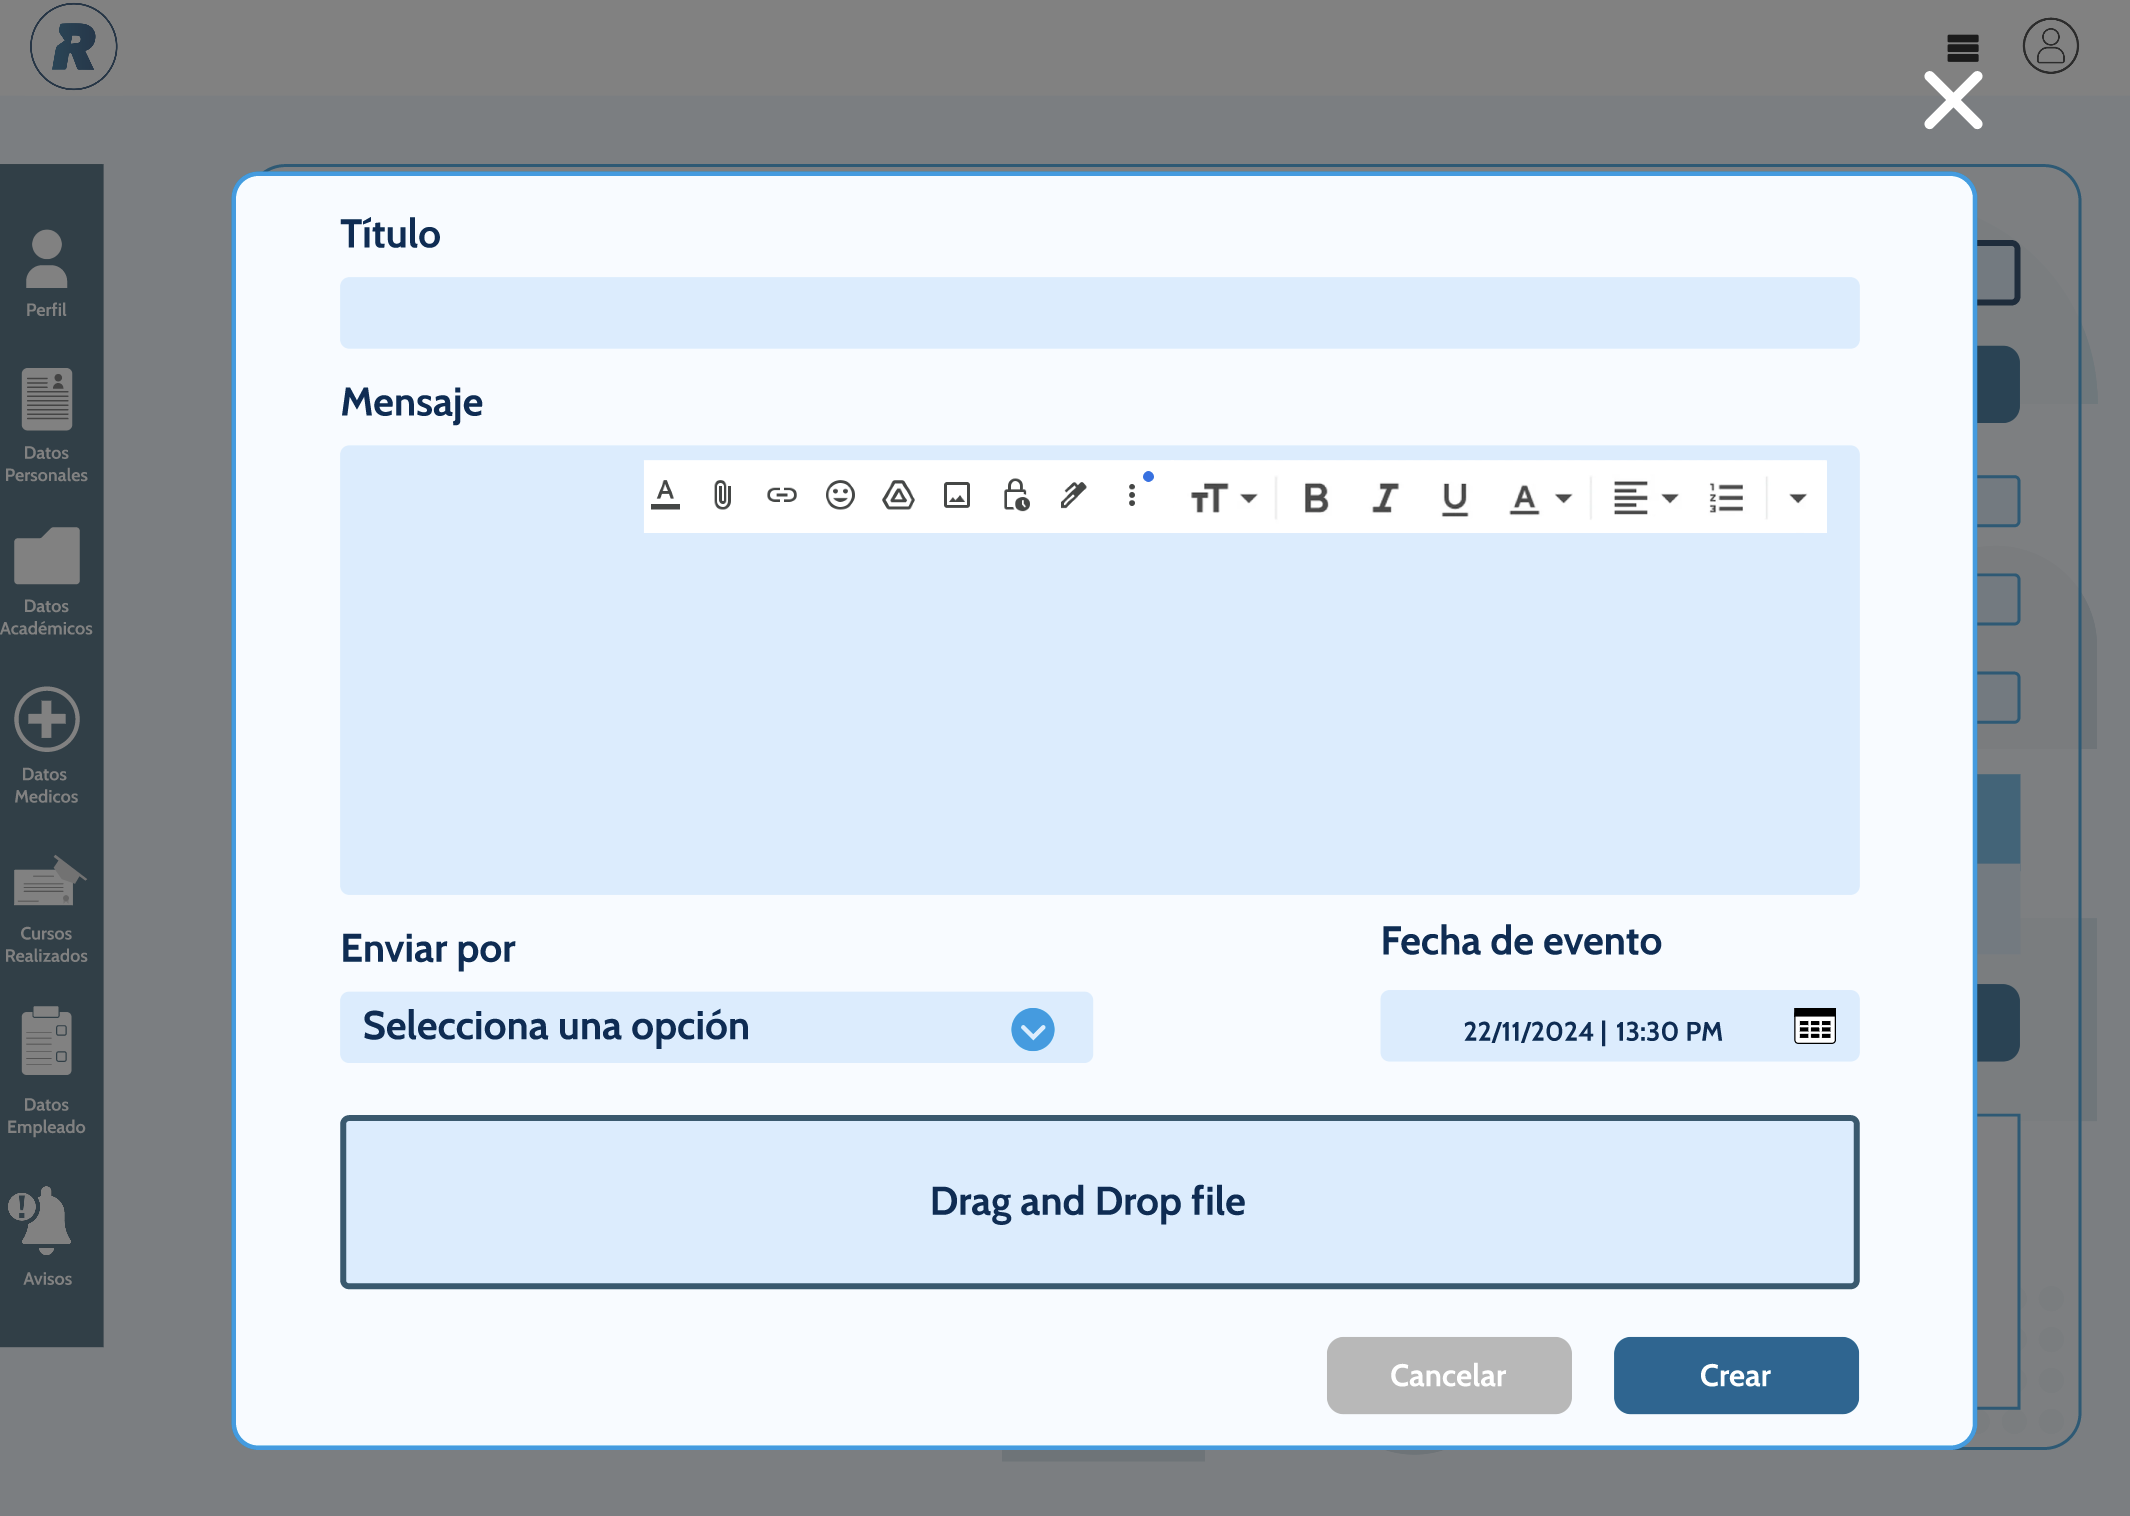 R
Perfil
Datos
Personales
Datos
Académicos
Datos
Medicos
Cursos
Realizados
Datos
Empleado
Avisos
Título
Mensaje
Enviar por
Selecciona una opción
Fecha de evento
22/11/2024 | 13:30 PM
Drag and Drop file
Cancelar
Crear